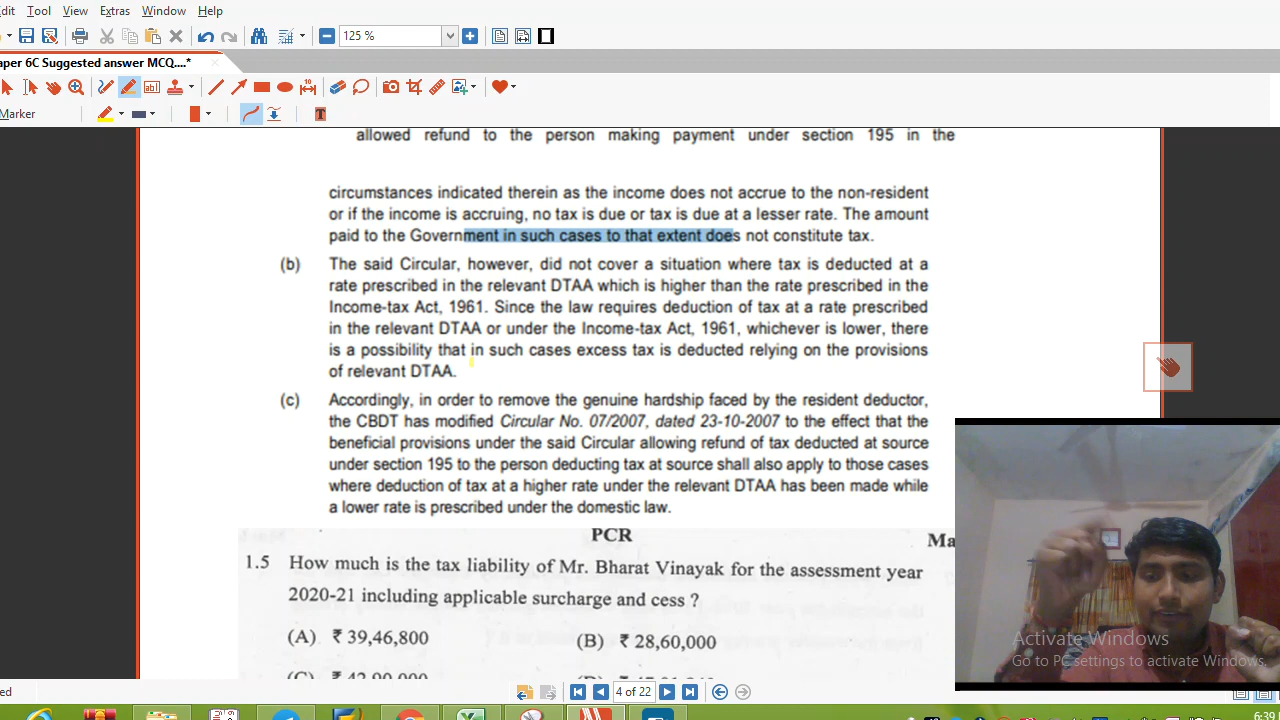 dit Tool View Extras Window Help
125 %
aper 6C Suggested answer MCQ....*
10
Marker
T
allowed refund to the person making payment under section 195 in the
circumstances indicated therein as the income does not accrue to the non-resident
or if the income is accruing, no tax is due or tax is due at a lesser rate. The amount
paid to the Government in such cases to that extent does not constitute tax.
(b) The said Circular, however, did not cover a situation where tax is deducted at a
rate prescribed in the relevant DTAA which is higher than the rate prescribed in the
Income-tax Act, 1961. Since the law requires deduction of tax at a rate prescribed
in the relevant DTAA or under the Income-tax Act, 1961, whichever is lower, there
is a possibility that in such cases excess tax is deducted relying on the provisions
of relevant DTAA.
(c) Accordingly, in order to remove the genuine hardship faced by the resident deductor,
the CBDT has modified Circular No. 07/2007, dated 23-10-2007 to the effect that the
beneficial provisions under the said Circular allowing refund of tax deducted at source
under section 195 to the person deducting tax at source shall also apply to those cases
where deduction of tax at a higher rate under the relevant DTAA has been made while
a lower rate is prescribed under the domestic law.
PCR
Ma
1.5 How much is the tax liability of Mr. Bharat Vinayak for the assessment year
2020-21 including applicable surcharge and cess ?
(A) ₹ 39,46,800 (B) ₹ 28,60,000
Activate Windows
Go to PC settings to activate Windows.
ed
4 of 22
6:39